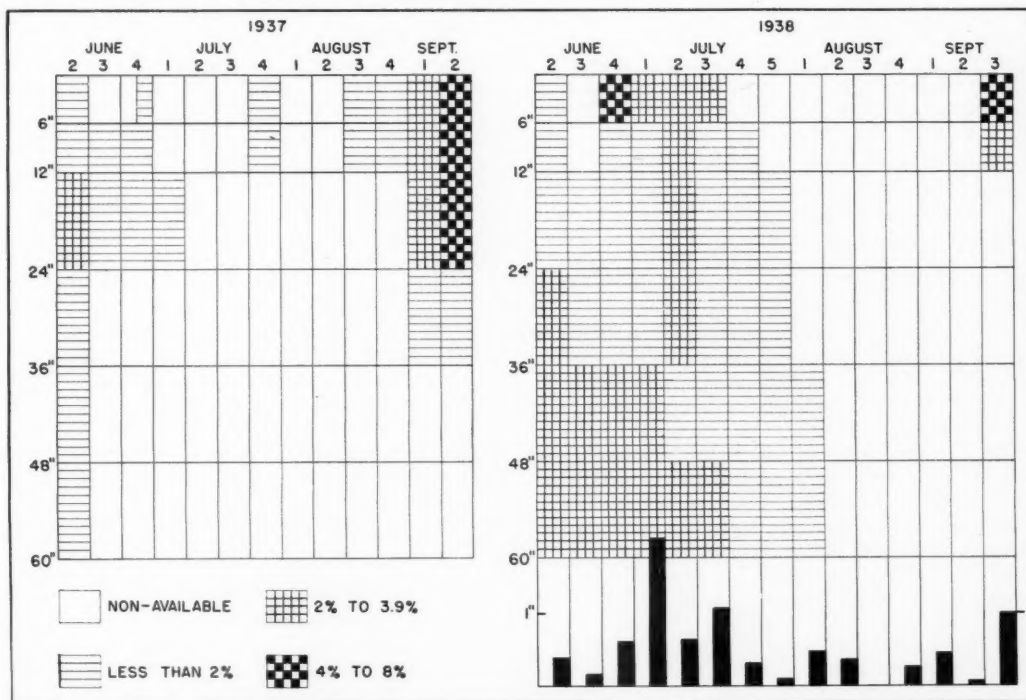 1937
JUNE JULY AUGUST SEPT.
2 3 4 1 2 3 4 1 2 3 4 1 2
6"
12"
24"
36"
48"
60"
NON-AVAILABLE
2% TO 3.9%
LESS THAN 2%
4% TO 8%
1938
JUNE JULY AUGUST SEPT
2 3 4 1 2 3 4 5 1 2 3 4 1 2 3
6"
12"
24"
36"
48"
60"
1"